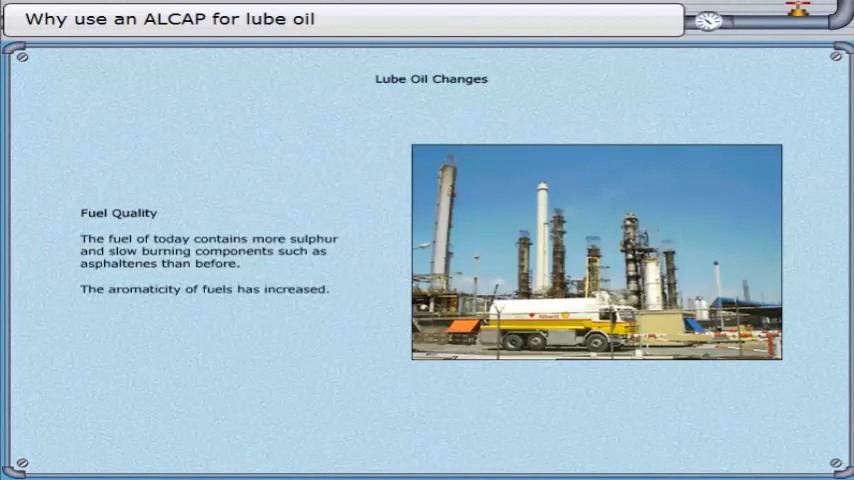 Why use an ALCAP for lube oil
Lube Oil Changes
Fuel Quality
The fuel of today contains more sulphur
and slow burning components such as
asphaltenes than before.
The aromaticity of fuels has increased.